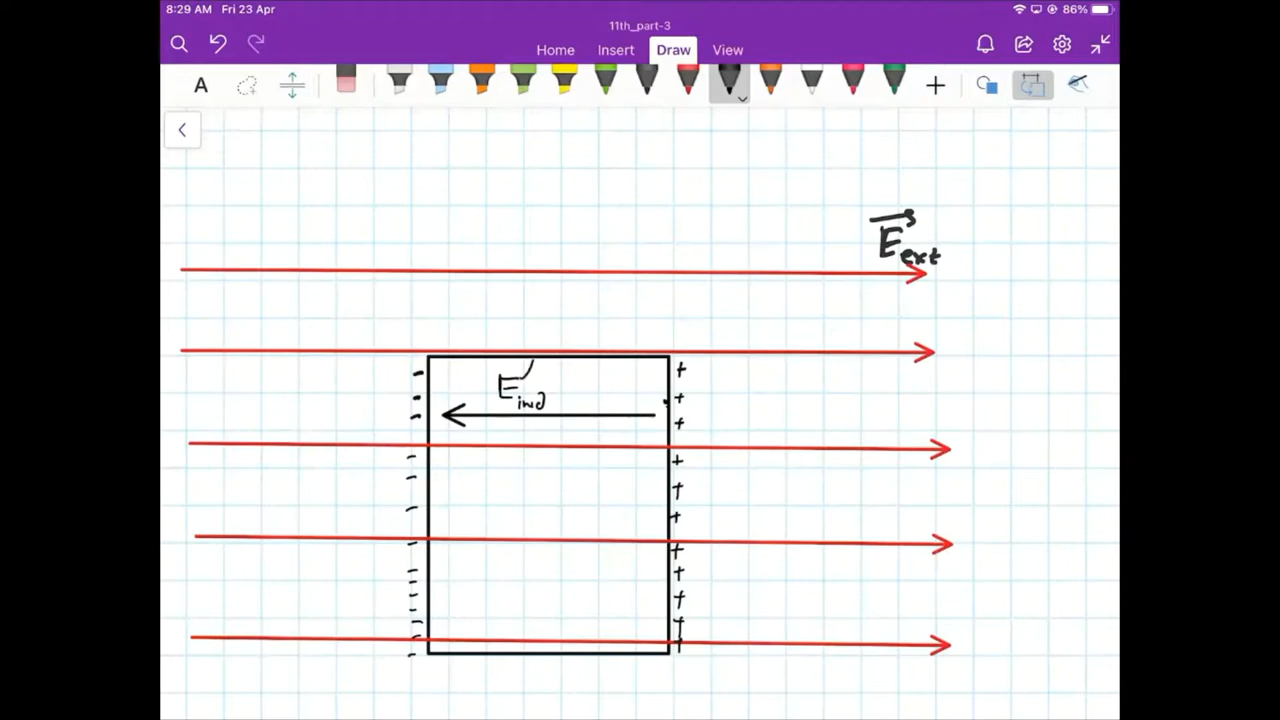 8:29 AM Fri 23 Apr
86%
11th_part-3
Home Insert Draw View
A
E ext
E ind